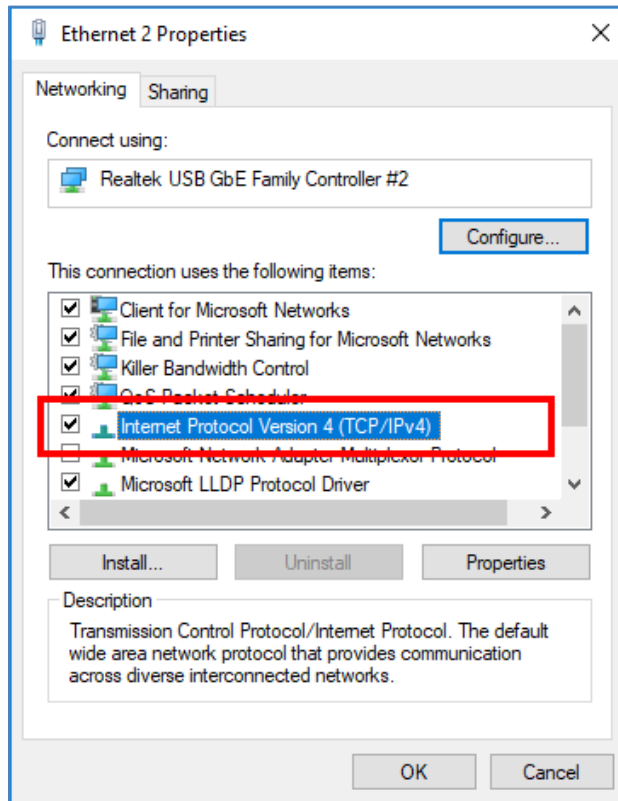 Ethernet 2 Properties
Networking
Sharing
Connect using:
Realtek USB GbE Family Controller #2
Configure...
This connection uses the following items:
Client for Microsoft Networks
File and Printer Sharing for Microsoft Networks
Killer Bandwidth Control
QoS Packet Scheduler
Internet Protocol Version 4 (TCP/IPv4)
Microsoft Network Adapter Multiplexor Protocol
Microsoft LLDP Protocol Driver
Install...
Uninstall
Properties
Description
Transmission Control Protocol/Internet Protocol. The default
wide area network protocol that provides communication
across diverse interconnected networks.
OK
Cancel